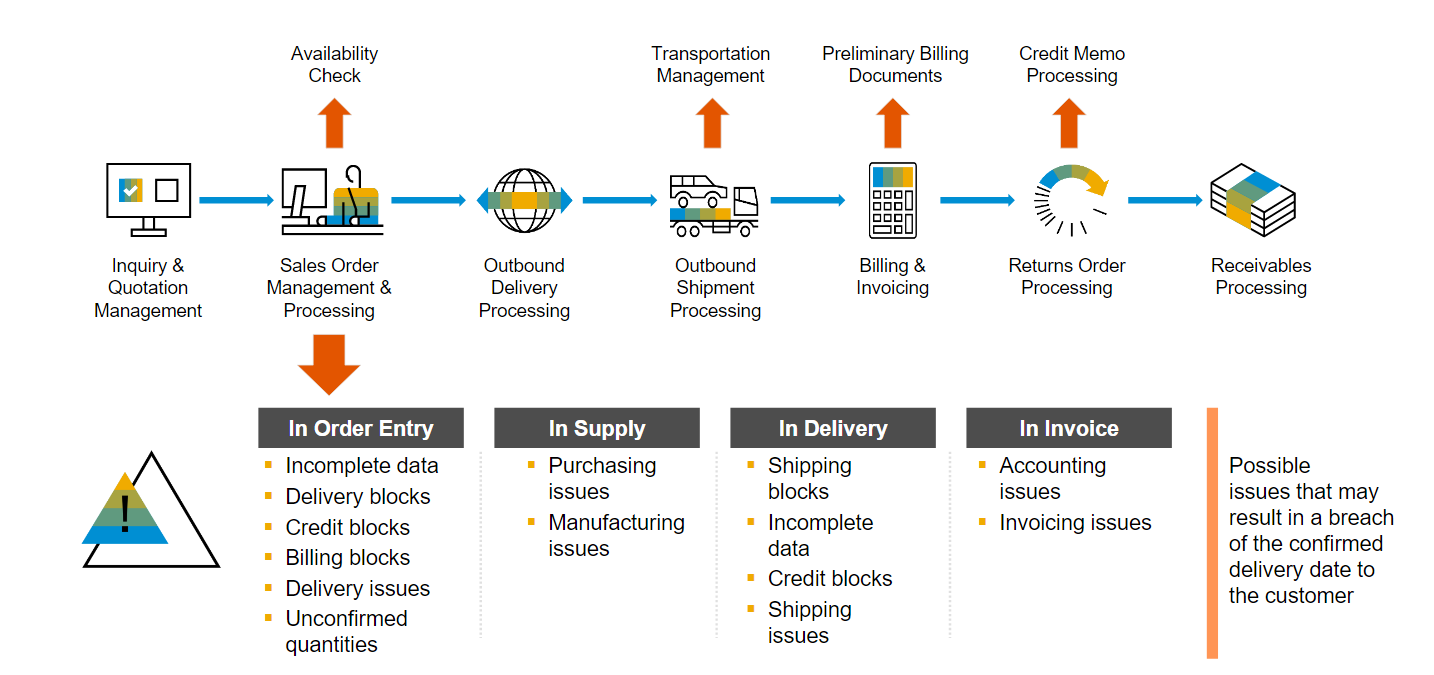 Availability
Check
Transportation
Management
Preliminary Billing
Documents
Credit Memo
Processing
Inquiry &
Quotation
Management
Sales Order
Management &
Processing
Outbound
Delivery
Processing
Outbound
Shipment
Processing
Billing &
Invoicing
Returns Order
Processing
Receivables
Processing
!
In Order Entry
Incomplete data
Delivery blocks
Credit blocks
Billing blocks
Delivery issues
Unconfirmed
quantities
In Supply
Purchasing
issues
Manufacturing
issues
In Delivery
Shipping
blocks
Incomplete
data
Credit blocks
Shipping
issues
In Invoice
Accounting
issues
Invoicing issues
Possible
issues that may
result in a breach
of the confirmed
delivery date to
the customer